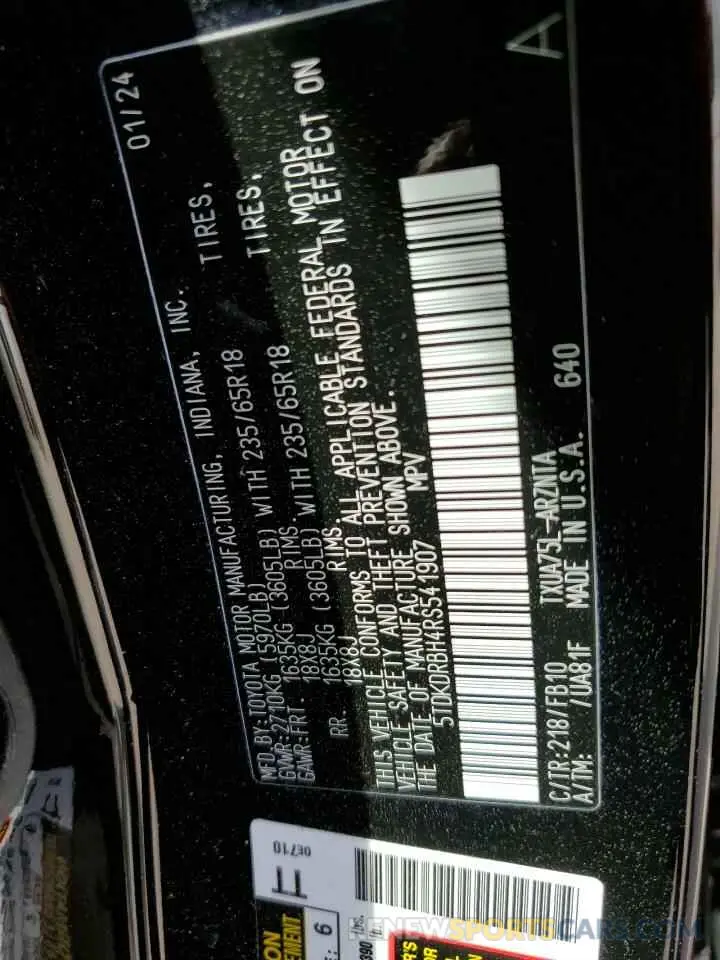 01/24
MFD BY:TOYOTA MOTOR MANUFACTURING, INDIANA, INC.
GVWR-2710KG (5970LB)
GAWR:FRT. 1635KG (3605LB) WITH 235/65R18 TIRES,
18X8J RIMS.
RR. 1635KG (3605LB) WITH 235/65R18 TIRES,
18X8J RIMS.
THIS VEHICLE CONFORMS TO ALL APPLICABLE FEDERAL MOTOR
VEHICLE SAFETY AND THEFT PREVENTION STANDARDS IN EFFECT ON
THE DATE OF MANUFACTURE SHOWN ABOVE.
5TDKDRBH4RS541907 MPV
A
C/TR:218/FB10 TXUA75L-ARZNTA
A/TM: /UA81F MADE IN U.S.A. 640
TT
0E710
6
RENEWSPORTSCARS.COM